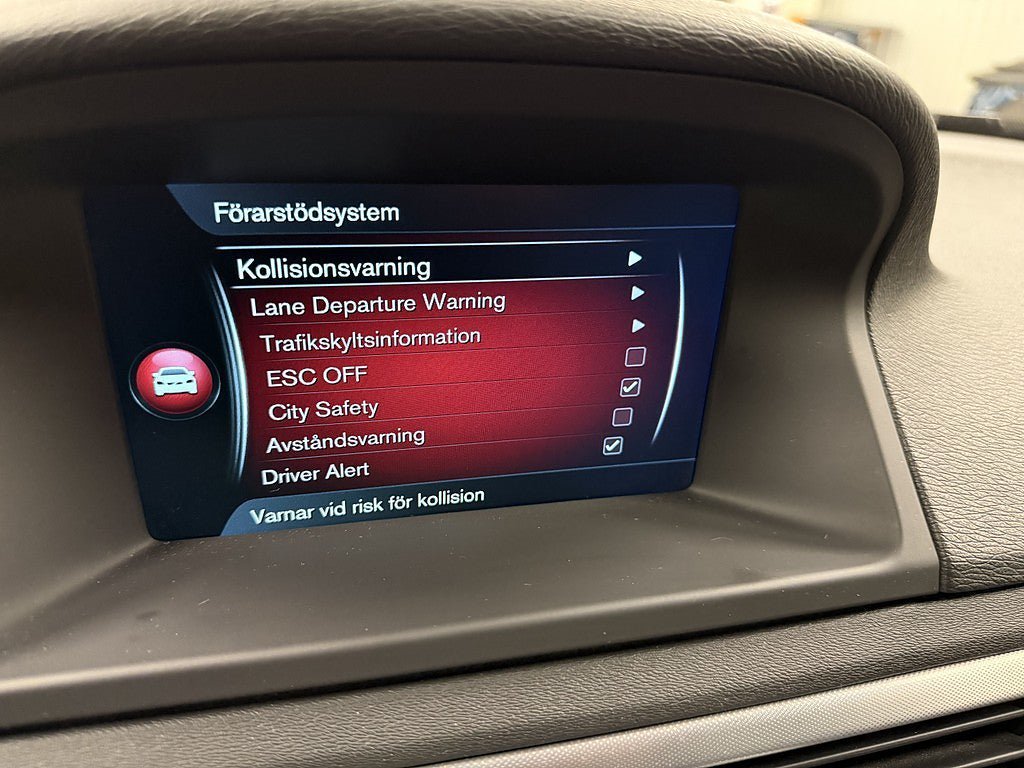 Förarstödsystem
Kollisionsvarning
Lane Departure Warning
Trafikskyltsinformation
ESC OFF
City Safety
Avståndsvarning
Driver Alert
Varnar vid risk för kollision